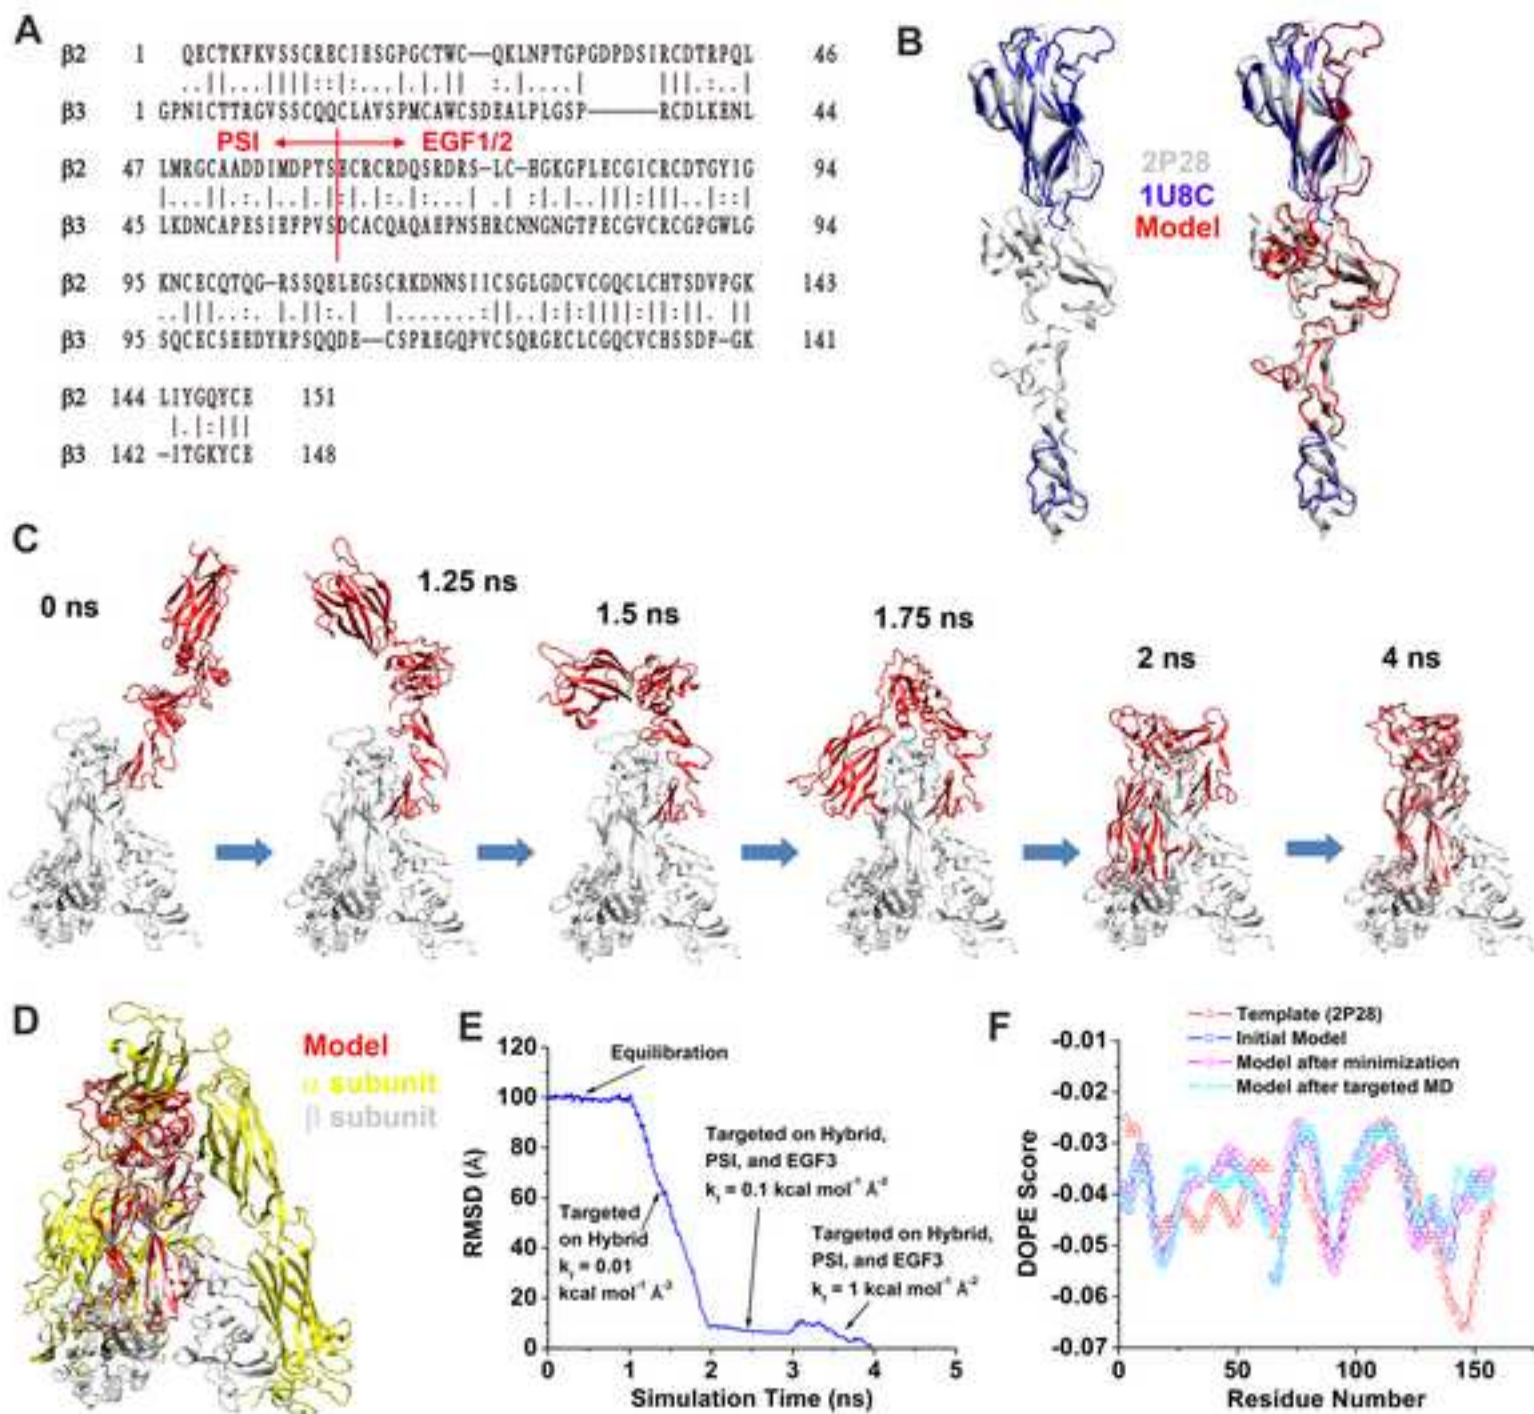 A
β2 1 QECTKFKVSSCRECIESGPGCTWC--QKLNFTGPGDPDSIRCDTRPQL 46
..||..|||||::|:...|.|.||  .|.|..||       |||..:..|
β3 1 GPNICTTRGVSSCQQCLAVSPMCAWCSDEALPLGSP-------RCDLKENL 44
PSI EGF1/2
β2 47 LMRGCAADDIMDPTSECRCRDQSRDRS-LC-HGKGFLECGICRCDTGYIG 94
β3 45 LKDNCAPESIEFPVSDCACQAQAEPNSHRCNNGNGTFECGVCRCGPGWLG 94
β2 95 KNCECQTQG-RSSQELEGSCRKDNNSIICSGLGDCVCGQCLCHTSDVPGK 143
β3 95 SQCECSEEDYRPSQQDE--CSPREGQPVCSQRGECLCGQCVCHSSDF-GK 141
β2 144 LIYGQYCE 151
|.|:|||
β3 142 -ITGKYCE 148
B
2P28
1U8C
Model
C
0 ns
1.25 ns
1.5 ns
1.75 ns
2 ns
4 ns
D
Model
α subunit
β subunit
E
120
100
80
60
40
20
0
RMSD (Å)
Equilibration
Targeted
on Hybrid
kₜ = 0.01
kcal mol⁻¹ Å⁻²
Targeted on Hybrid,
PSI, and EGF3
kₜ = 0.1 kcal mol⁻¹ Å⁻²
Targeted on Hybrid,
PSI, and EGF3
kₜ = 1 kcal mol⁻¹ Å⁻²
0 1 2 3 4 5
Simulation Time (ns)
F
Template (2P28)
Initial Model
Model after minimization
Model after targeted MD
-0.01
-0.02
-0.03
-0.04
-0.05
-0.06
-0.07
DOPE Score
0 50 100 150
Residue Number